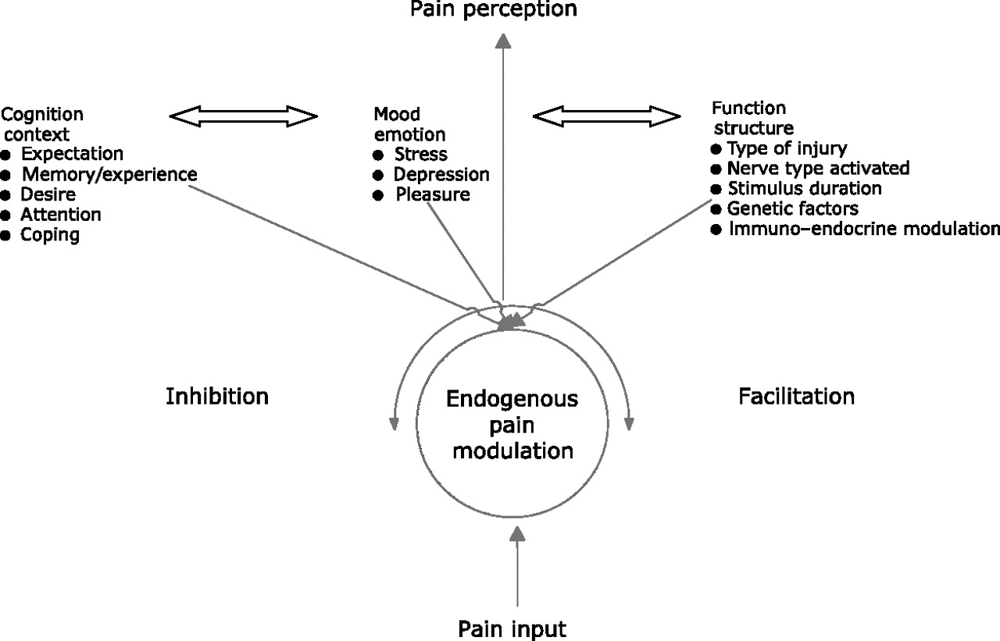 Pain perception
Cognition
context
● Expectation
● Memory/experience
● Desire
● Attention
● Coping
Mood
emotion
● Stress
● Depression
● Pleasure
Function
structure
● Type of injury
● Nerve type activated
● Stimulus duration
● Genetic factors
● Immuno–endocrine modulation
Inhibition
Endogenous
pain
modulation
Facilitation
Pain input